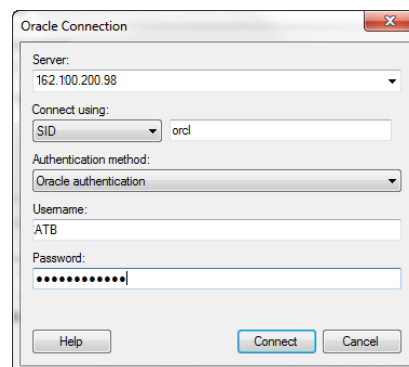 Oracle Connection
Server:
162.100.200.98
Connect using:
SID orcl
Authentication method:
Oracle authentication
Username:
ATB
Password:
●●●●●●●●●●●●
Help Connect Cancel